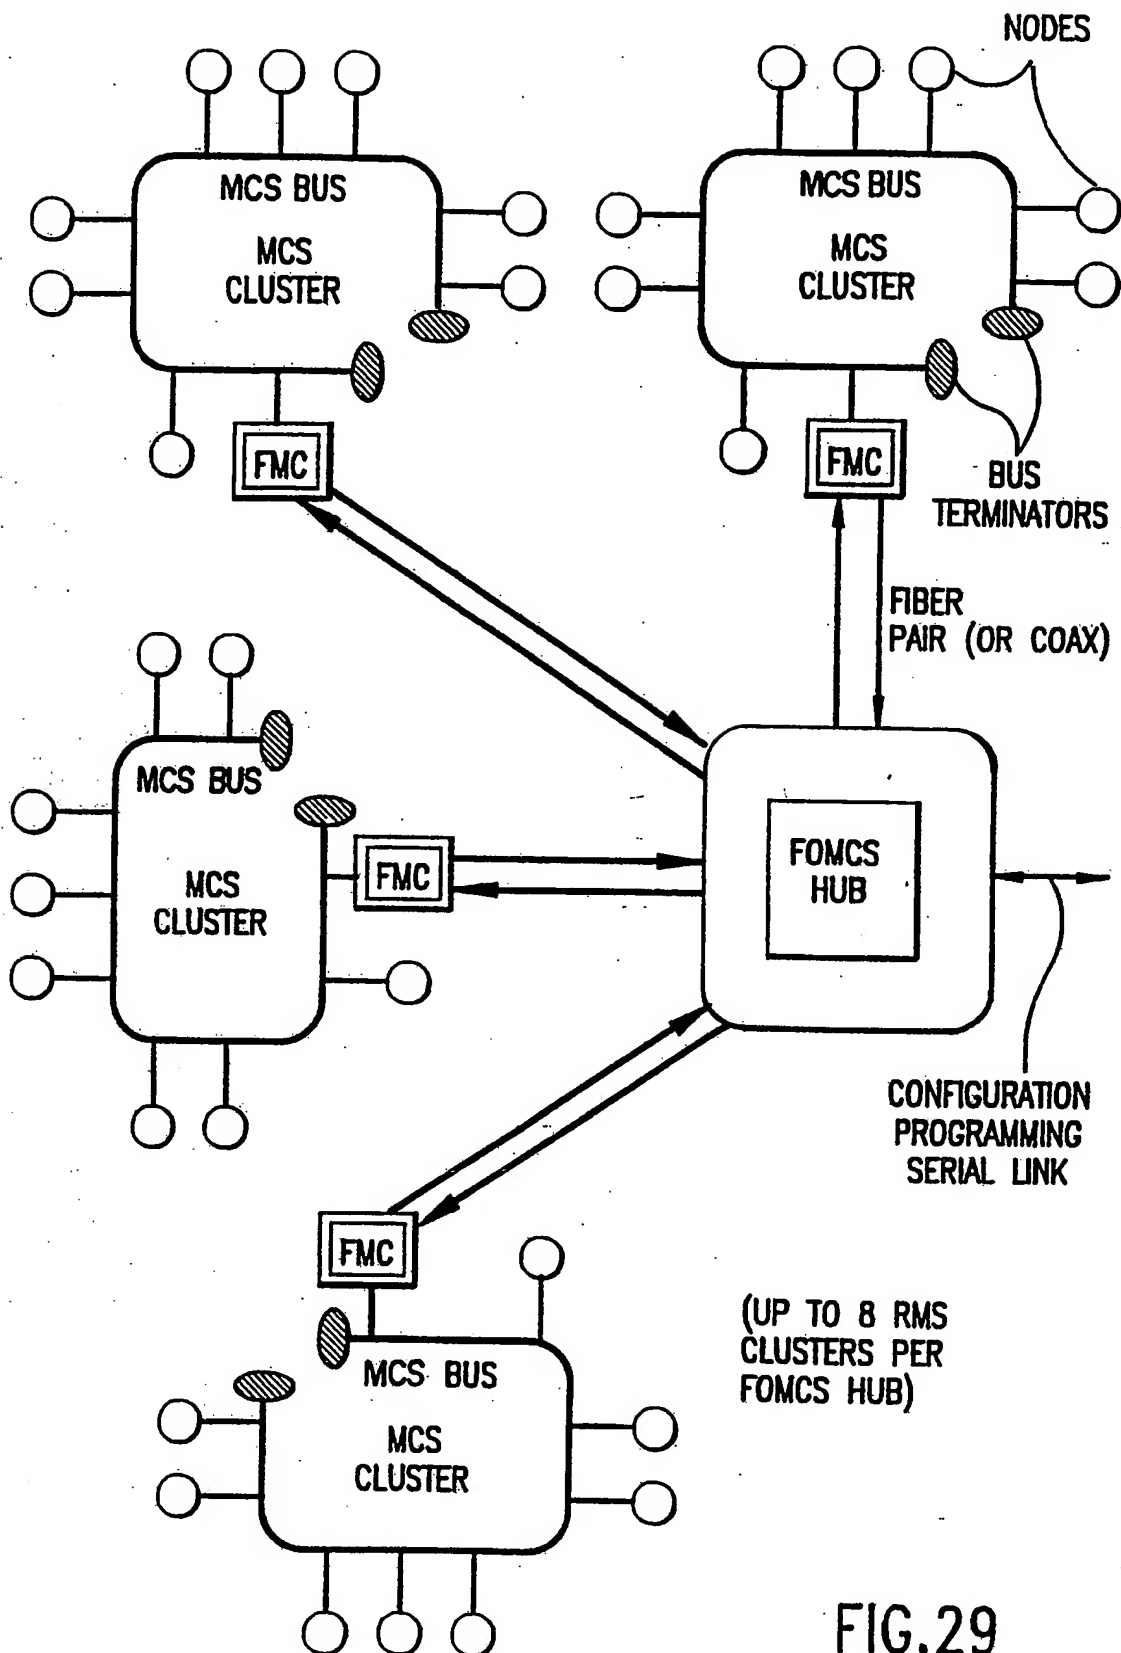 NODES
MCS BUS
MCS
CLUSTER
MCS BUS
MCS
CLUSTER
FMC
FMC
BUS
TERMINATORS
FIBER
PAIR (OR COAX)
MCS BUS
MCS
CLUSTER
FMC
FOMCS
HUB
CONFIGURATION
PROGRAMMING
SERIAL LINK
FMC
MCS BUS
MCS
CLUSTER
(UP TO 8 RMS
CLUSTERS PER
FOMCS HUB)
FIG.29